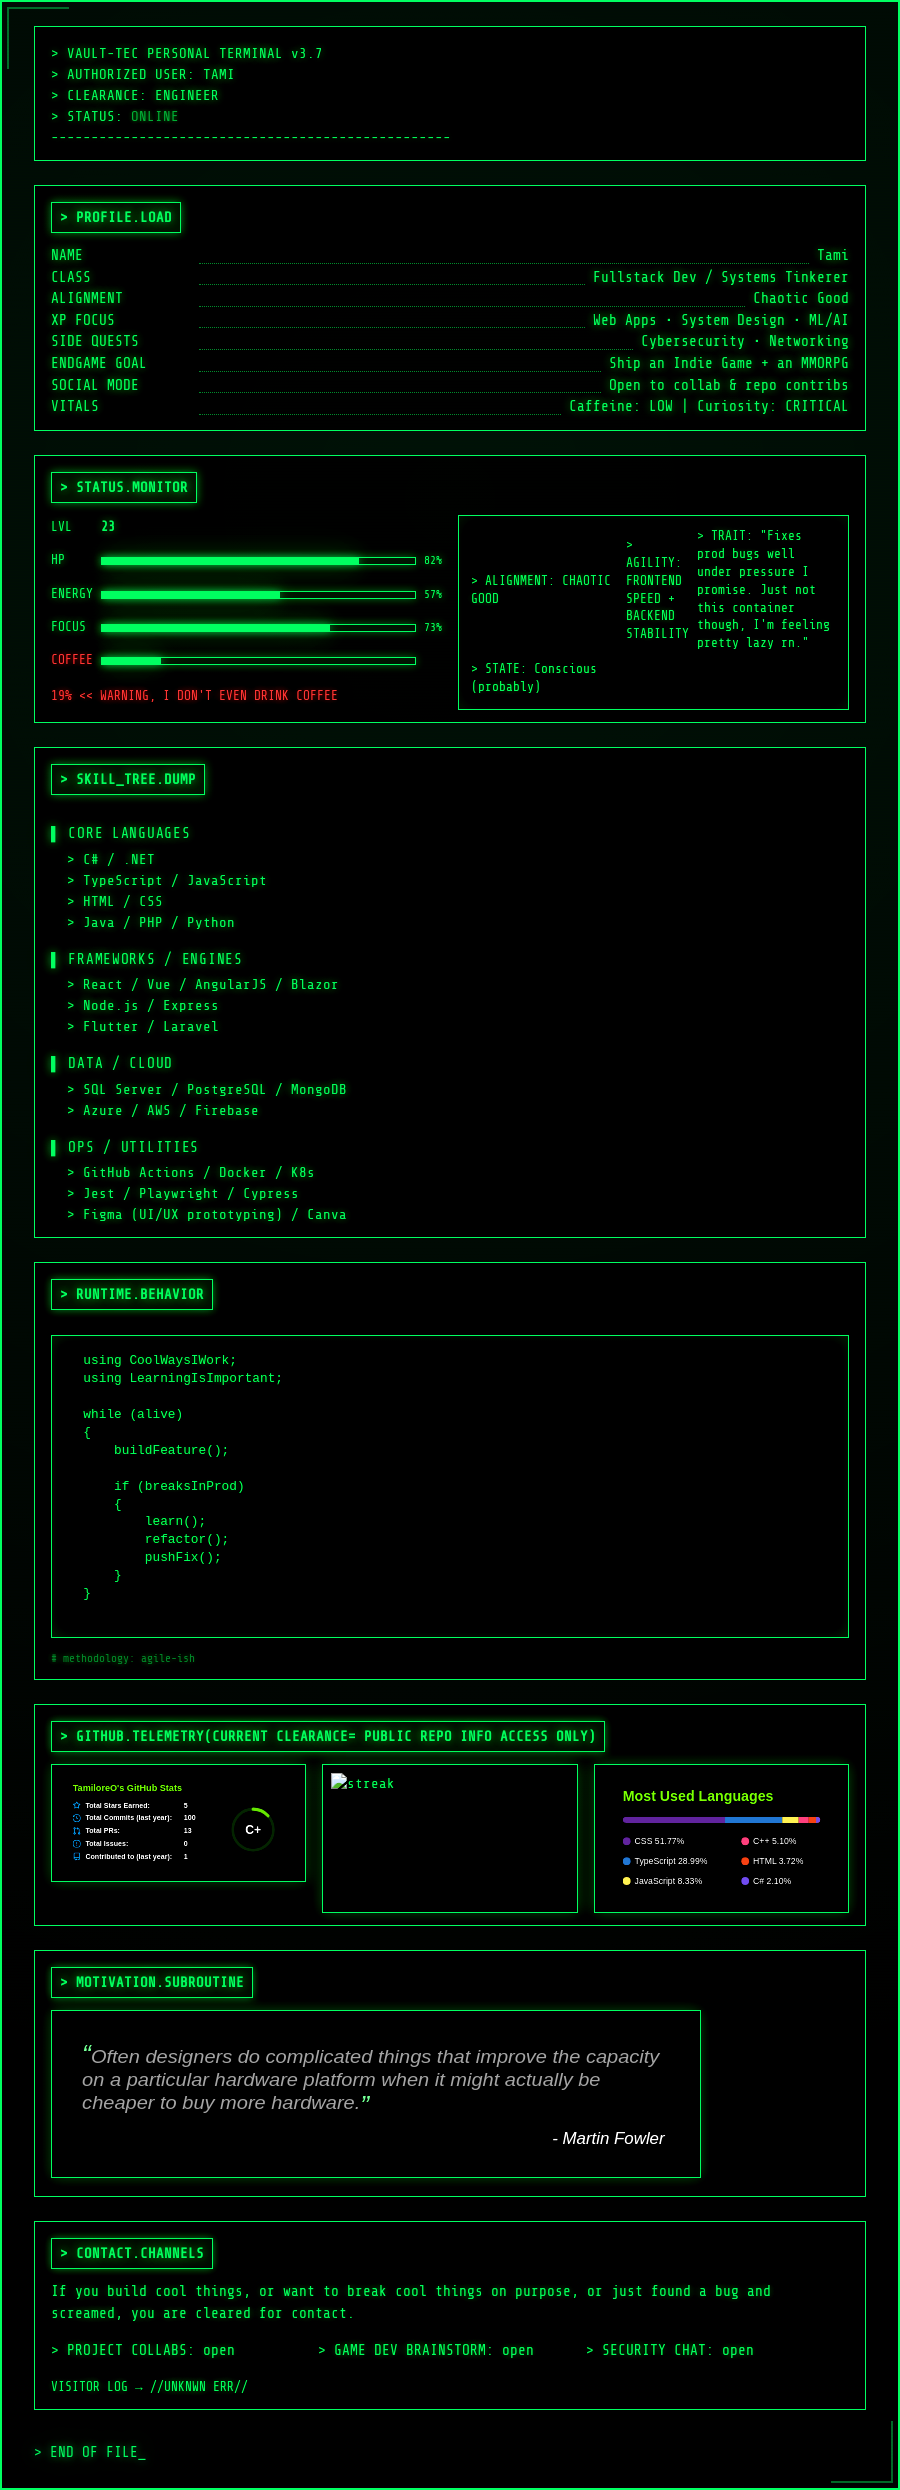 > VAULT-TEC PERSONAL TERMINAL v3.7
> AUTHORIZED USER: TAMI
> CLEARANCE: ENGINEER
> STATUS: ONLINE
--------------------------------------------------
> PROFILE.LOAD
NAME Tami
CLASS Fullstack Dev / Systems Tinkerer
ALIGNMENT Chaotic Good
XP FOCUS Web Apps · System Design · ML/AI
SIDE QUESTS Cybersecurity · Networking
ENDGAME GOAL Ship an Indie Game + an MMORPG
SOCIAL MODE Open to collab & repo contribs
VITALS Caffeine: LOW | Curiosity: CRITICAL
> STATUS.MONITOR
LVL 23
HP 82%
ENERGY 57%
FOCUS 73%
COFFEE
19% << WARNING, I DON'T EVEN DRINK COFFEE
> ALIGNMENT: CHAOTIC
GOOD
>
AGILITY:
FRONTEND
SPEED +
BACKEND
STABILITY
> TRAIT: "Fixes
prod bugs well
under pressure I
promise. Just not
this container
though, I'm feeling
pretty lazy rn."
> STATE: Conscious
(probably)
> SKILL_TREE.DUMP
CORE LANGUAGES
> C# / .NET
> TypeScript / JavaScript
> HTML / CSS
> Java / PHP / Python
FRAMEWORKS / ENGINES
> React / Vue / AngularJS / Blazor
> Node.js / Express
> Flutter / Laravel
DATA / CLOUD
> SQL Server / PostgreSQL / MongoDB
> Azure / AWS / Firebase
OPS / UTILITIES
> GitHub Actions / Docker / K8s
> Jest / Playwright / Cypress
> Figma (UI/UX prototyping) / Canva
> RUNTIME.BEHAVIOR
using CoolWaysIWork;
using LearningIsImportant;
while (alive)
{
buildFeature();
if (breaksInProd)
{
learn();
refactor();
pushFix();
}
}
# methodology: agile-ish
> GITHUB.TELEMETRY(CURRENT CLEARANCE= PUBLIC REPO INFO ACCESS ONLY)
TamiloreO's GitHub Stats
Total Stars Earned: 5
Total Commits (last year): 100
Total PRs: 13
Total Issues: 0
Contributed to (last year): 1
C+
streak
Most Used Languages
CSS 51.77%
TypeScript 28.99%
JavaScript 8.33%
C++ 5.10%
HTML 3.72%
C# 2.10%
> MOTIVATION.SUBROUTINE
“Often designers do complicated things that improve the capacity
on a particular hardware platform when it might actually be
cheaper to buy more hardware.”
- Martin Fowler
> CONTACT.CHANNELS
If you build cool things, or want to break cool things on purpose, or just found a bug and
screamed, you are cleared for contact.
> PROJECT COLLABS: open > GAME DEV BRAINSTORM: open > SECURITY CHAT: open
VISITOR LOG → //UNKNWN ERR//
> END OF FILE_